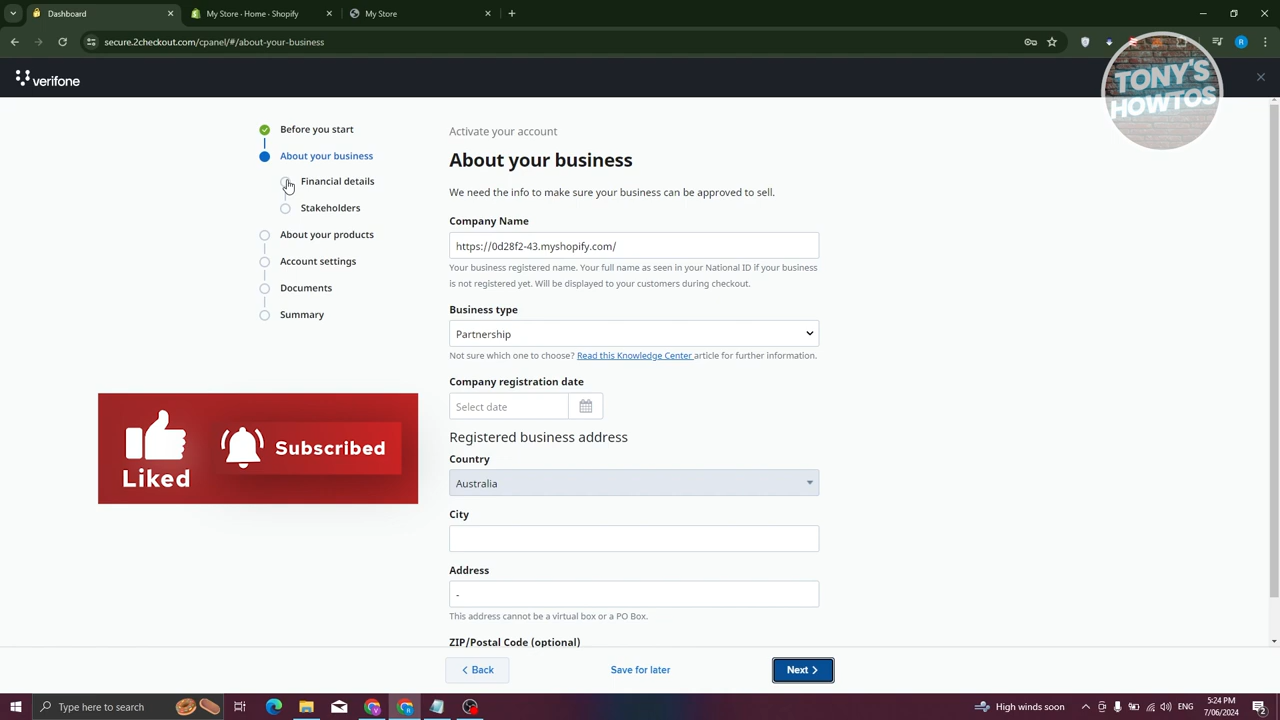 Dashboard
My Store · Home · Shopify
My Store
secure.2checkout.com/cpanel/#/about-your-business
R
verifone
TONY'S
HOWTOS
Before you start
About your business
Financial details
Stakeholders
About your products
Account settings
Documents
Summary
Activate your account
About your business
We need the info to make sure your business can be approved to sell.
Company Name
https://0d28f2-43.myshopify.com/
Your business registered name. Your full name as seen in your National ID if your business
is not registered yet. Will be displayed to your customers during checkout.
Business type
Partnership
Not sure which one to choose? Read this Knowledge Center article for further information.
Company registration date
Select date
Registered business address
Country
Australia
City
Address
-
This address cannot be a virtual box or a PO Box.
ZIP/Postal Code (optional)
Liked
Subscribed
Back
Save for later
Next
Type here to search
High winds soon
5:24 PM
7/06/2024
2